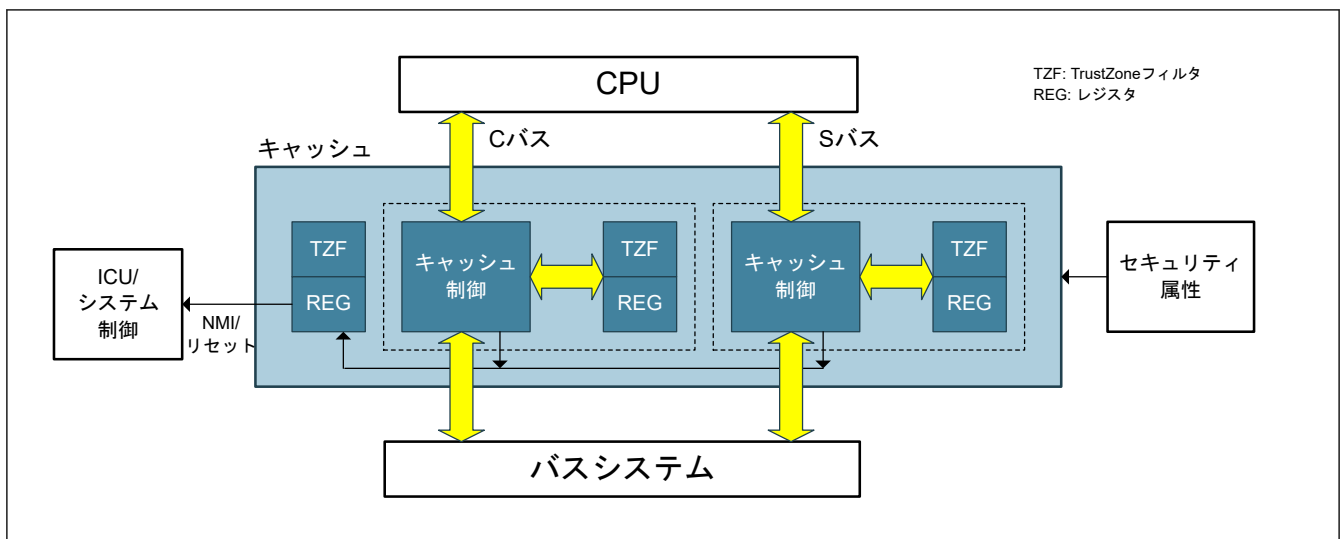 CPU
TZF: TrustZoneフィルタ
REG: レジスタ
Cバス
Sバス
キャッシュ
TZF
REG
キャッシュ
制御
TZF
REG
キャッシュ
制御
TZF
REG
ICU/
システム
制御
NMI/
リセット
セキュリティ
属性
バスシステム